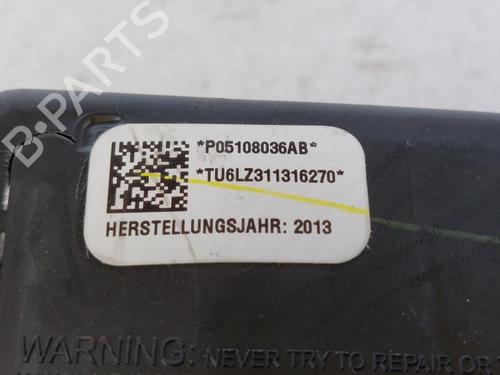 *P05108036AB*
*TU6LZ311316270*
HERSTELLUNGSJAHR: 2013
WARNING: NEVER TRY TO REPAIR OR
B-PARTS